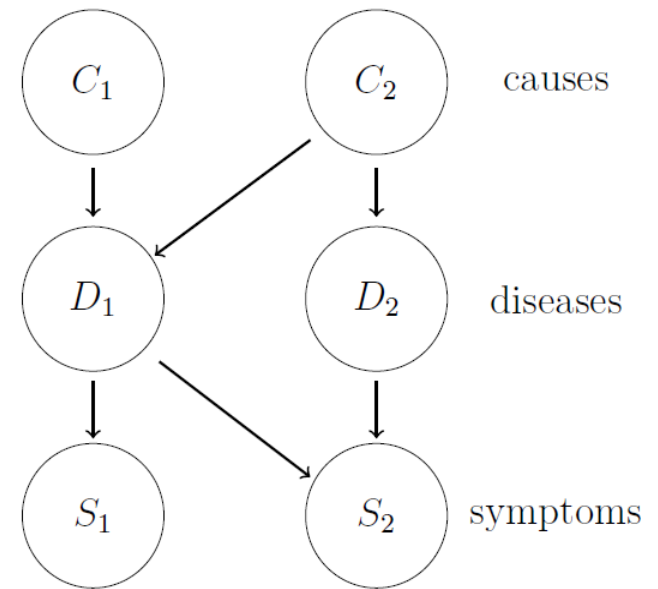 C₁ C₂ causes
D₁ D₂ diseases
S₁ S₂ symptoms